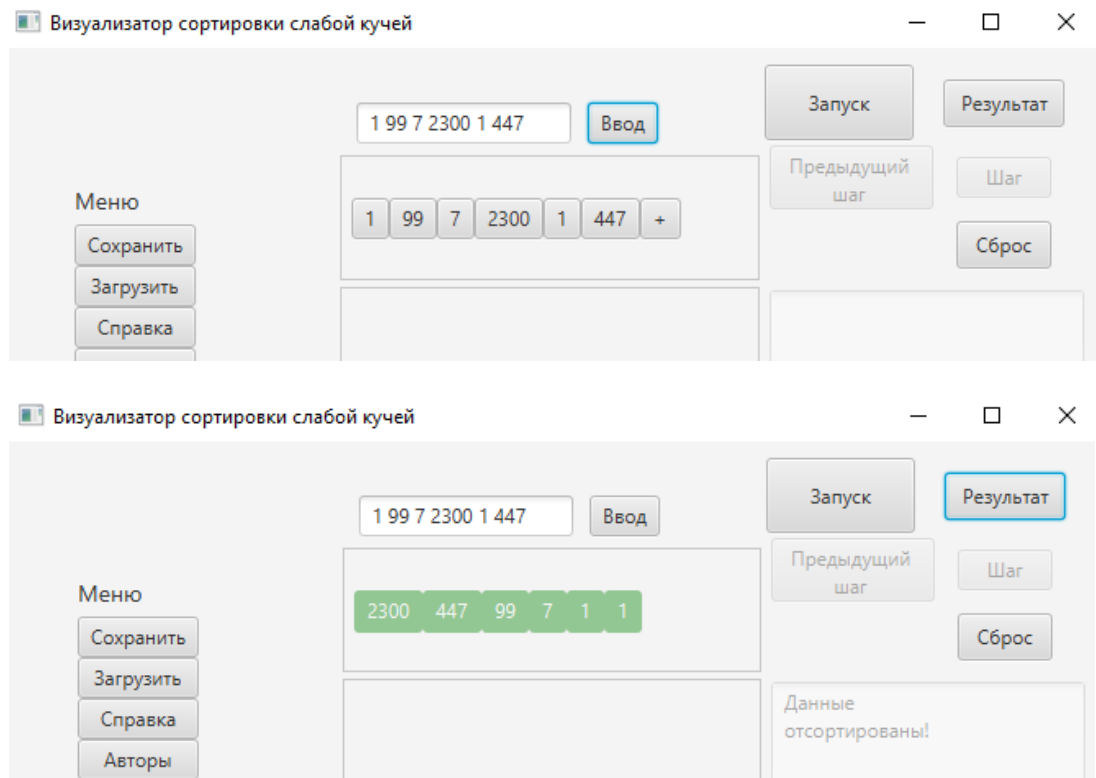 Визуализатор сортировки слабой кучей
1 99 7 2300 1 447 Ввод Запуск Результат
Предыдущий шаг Шаг
Меню
1 99 7 2300 1 447 +
Сохранить Сброс
Загрузить
Справка
Визуализатор сортировки слабой кучей
1 99 7 2300 1 447 Ввод Запуск Результат
Предыдущий шаг Шаг
Меню
2300 447 99 7 1 1
Сохранить Сброс
Загрузить
Справка
Авторы
Данные
отсортированы!